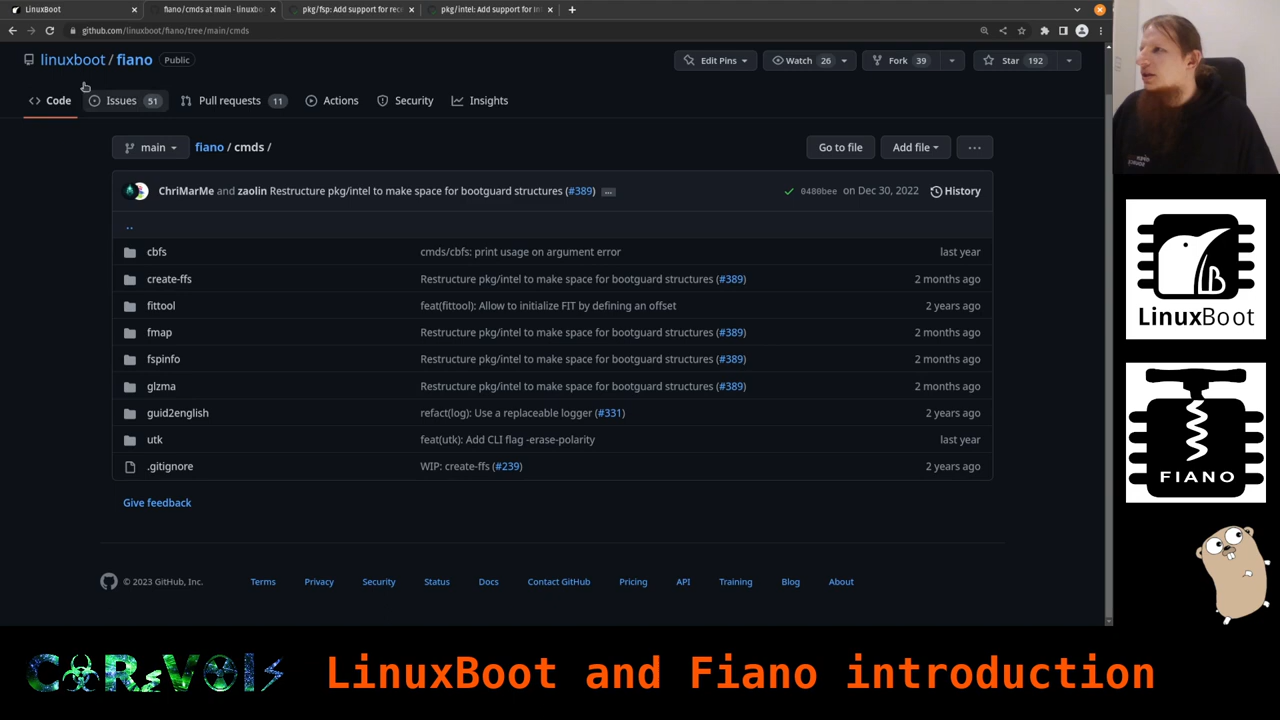 LinuxBoot
fiano/cmds at main · linuxbo
pkg/fsp: Add support for rec
pkg/intel: Add support for Int
github.com/linuxboot/fiano/tree/main/cmds
linuxboot / fiano Public
Edit Pins
Watch 26
Fork 39
Star 192
Code
Issues 51
Pull requests 11
Actions
Security
Insights
main
fiano / cmds /
Go to file
Add file
ChriMarMe and zaolin Restructure pkg/intel to make space for bootguard structures (#389) ...
0480bee on Dec 30, 2022
History
..
cbfs cmds/cbfs: print usage on argument error last year
create-ffs Restructure pkg/intel to make space for bootguard structures (#389) 2 months ago
fittool feat(fittool): Allow to initialize FIT by defining an offset 2 years ago
fmap Restructure pkg/intel to make space for bootguard structures (#389) 2 months ago
fspinfo Restructure pkg/intel to make space for bootguard structures (#389) 2 months ago
glzma Restructure pkg/intel to make space for bootguard structures (#389) 2 months ago
guid2english refact(log): Use a replaceable logger (#331) 2 years ago
utk feat(utk): Add CLI flag -erase-polarity last year
.gitignore WIP: create-ffs (#239) 2 years ago
Give feedback
© 2023 GitHub, Inc. Terms Privacy Security Status Docs Contact GitHub Pricing API Training Blog About
LB
LinuxBoot
FIANO
LinuxBoot and Fiano introduction